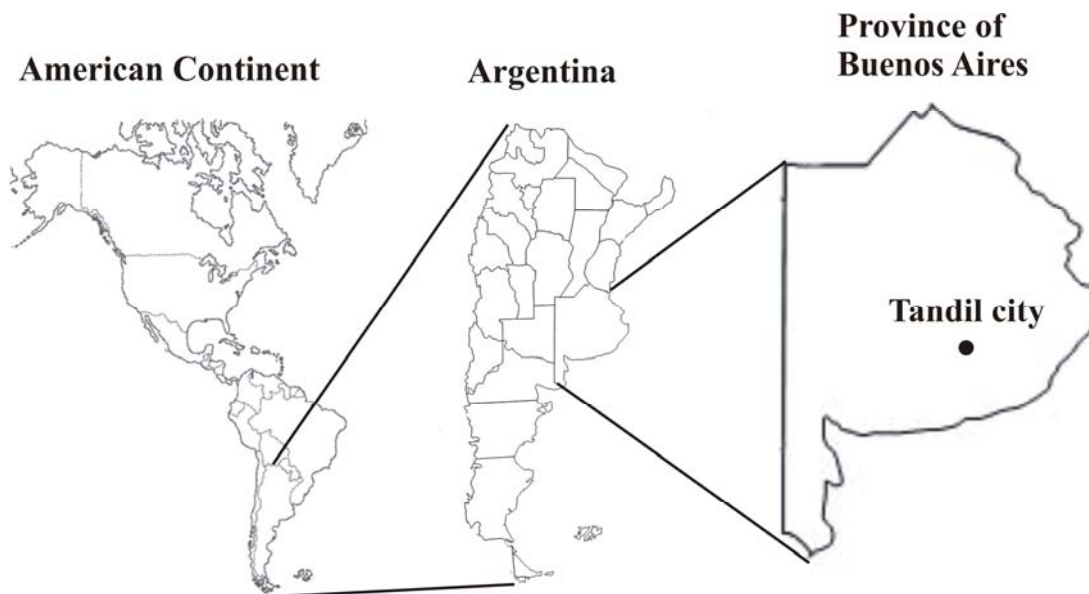 American Continent
Argentina
Province of
Buenos Aires
Tandil city